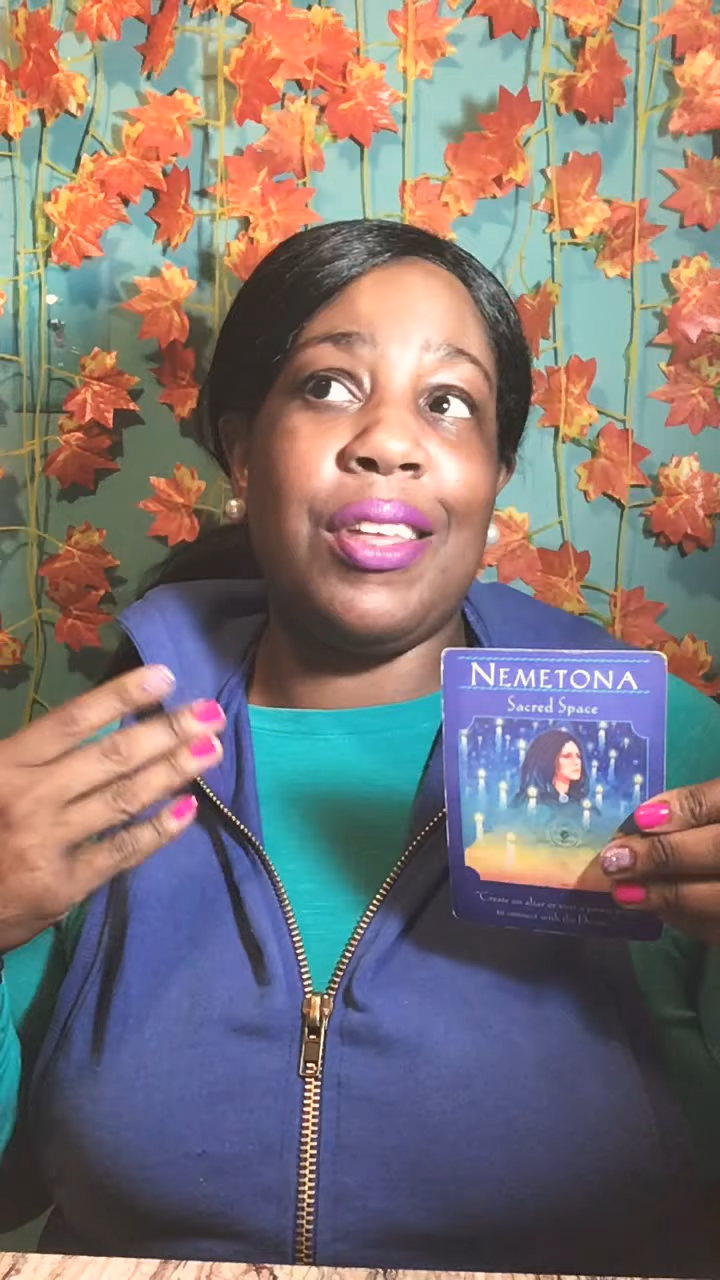 NEMETONA
Sacred Space
"Create an altar or visit a
to connect with the